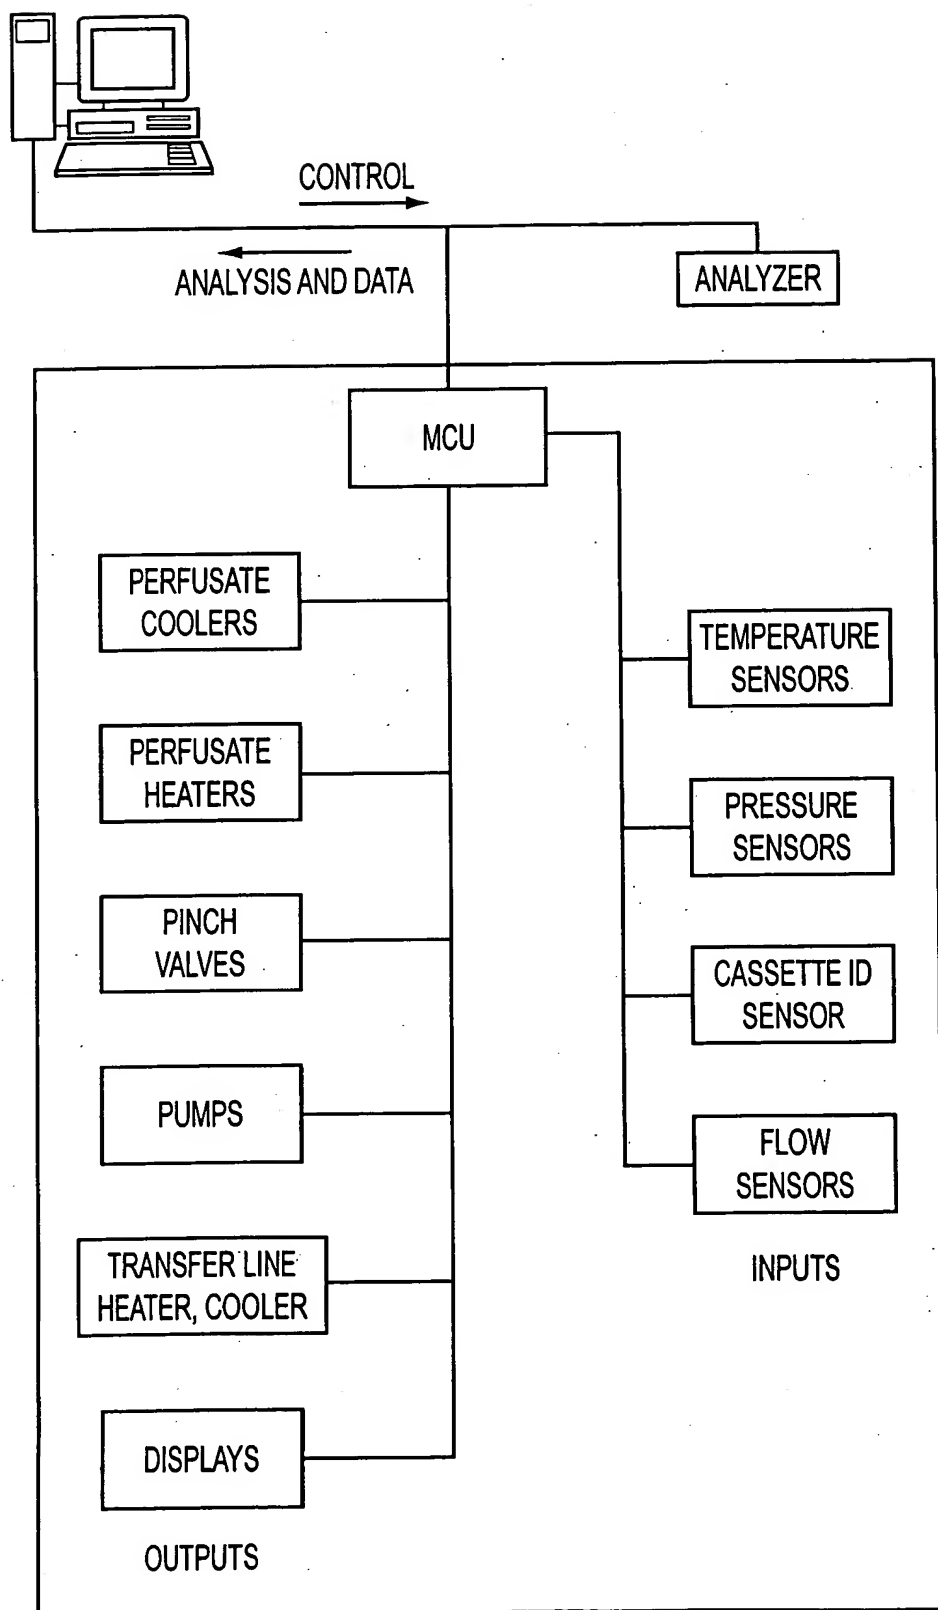 CONTROL
ANALYSIS AND DATA
ANALYZER
MCU
PERFUSATE
COOLERS
PERFUSATE
HEATERS
PINCH
VALVES
PUMPS
TRANSFER LINE
HEATER, COOLER
DISPLAYS
OUTPUTS
TEMPERATURE
SENSORS
PRESSURE
SENSORS
CASSETTE ID
SENSOR
FLOW
SENSORS
INPUTS